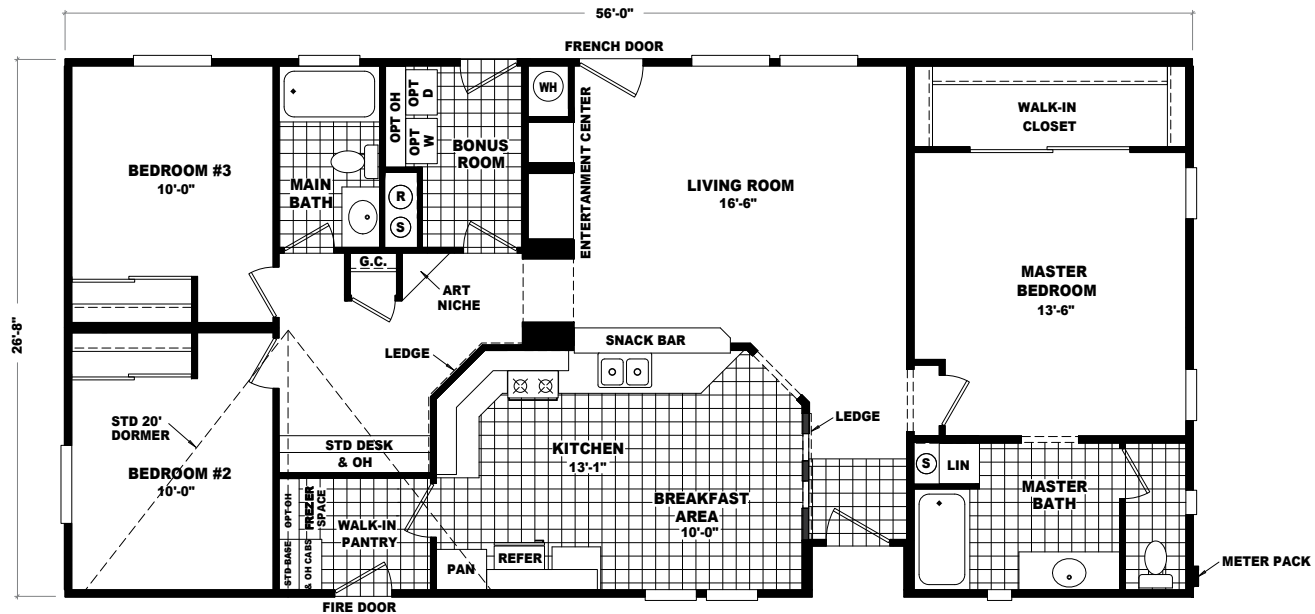 56'-0"
FRENCH DOOR
26'-8"
BEDROOM #3
10'-0"
MAIN
BATH
OPT OH
OPT
D
OPT
W
BONUS
ROOM
R
S
WH
ENTERTANMENT CENTER
LIVING ROOM
16'-6"
WALK-IN
CLOSET
MASTER
BEDROOM
13'-6"
G.C.
ART
NICHE
LEDGE
SNACK BAR
STD 20'
DORMER
BEDROOM #2
10'-0"
STD DESK
& OH
KITCHEN
13'-1"
BREAKFAST
AREA
10'-0"
LEDGE
S
LIN
MASTER
BATH
OPT OH
FREEZER
SPACE
STD BASE
& OH CABS
WALK-IN
PANTRY
PAN
REFER
FIRE DOOR
METER PACK